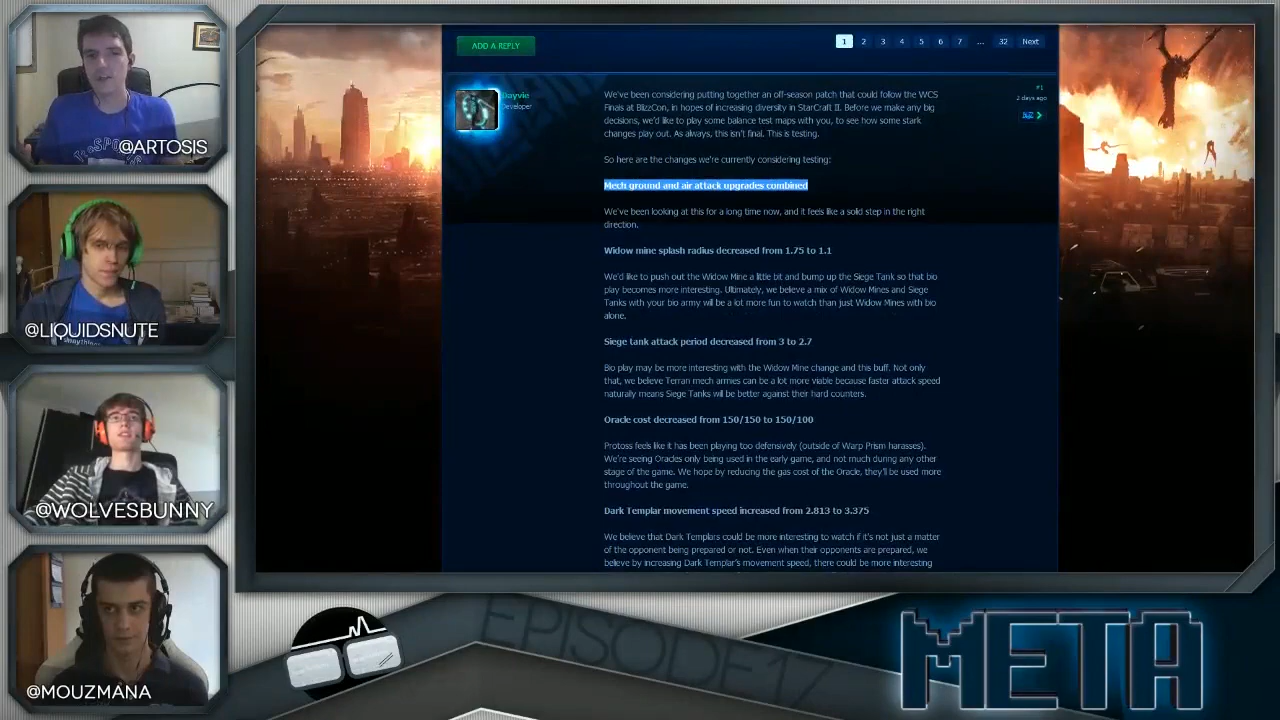 @ARTOSIS
@LIQUIDSNUTE
@WOLVESBUNNY
@MOUZMANA
ADD A REPLY
1 2 3 4 5 6 7 ... 32 Next
Dayvie
Developer
#1
2 days ago
We've been considering putting together an off-season patch that could follow the WCS
Finals at BlizzCon, in hopes of increasing diversity in StarCraft II. Before we make any big
decisions, we'd like to play some balance test maps with you, to see how some stark
changes play out. As always, this isn't final. This is testing.
So here are the changes we're currently considering testing:
Mech ground and air attack upgrades combined
We've been looking at this for a long time now, and it feels like a solid step in the right
direction.
Widow mine splash radius decreased from 1.75 to 1.1
We'd like to push out the Widow Mine a little bit and bump up the Siege Tank so that bio
play becomes more interesting. Ultimately, we believe a mix of Widow Mines and Siege
Tanks with your bio army will be a lot more fun to watch than just Widow Mines with bio
alone.
Siege tank attack period decreased from 3 to 2.7
Bio play may be more interesting with the Widow Mine change and this buff. Not only
that, we believe Terran mech armies can be a lot more viable because faster attack speed
naturally means Siege Tanks will be better against their hard counters.
Oracle cost decreased from 150/150 to 150/100
Protoss feels like it has been playing too defensively (outside of Warp Prism harasses).
We're seeing Oracles only being used in the early game, and not much during any other
stage of the game. We hope by reducing the gas cost of the Oracle, they'll be used more
throughout the game.
Dark Templar movement speed increased from 2.813 to 3.375
We believe that Dark Templars could be more interesting to watch if it's not just a matter
of the opponent being prepared or not. Even when their opponents are prepared, we
believe by increasing Dark Templar's movement speed, there could be more interesting
EPISODE 17
META